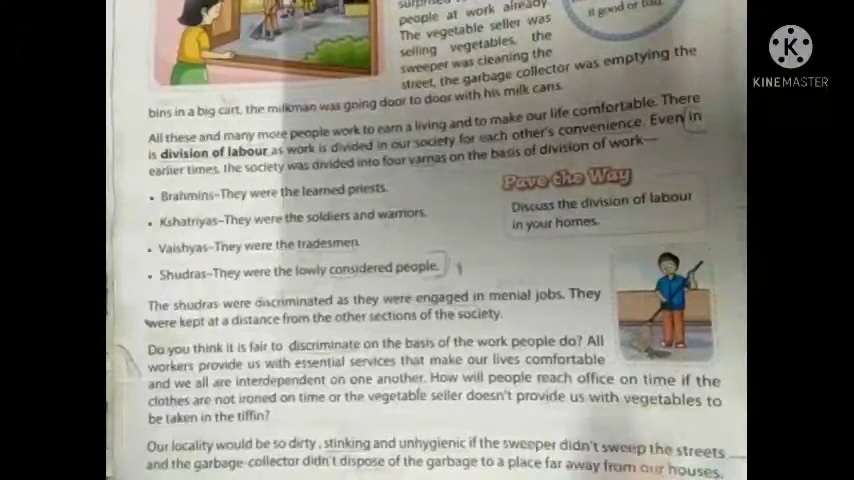 surprised
people at work already.
The vegetable seller was
selling vegetables, the
sweeper was cleaning the
street, the garbage collector was emptying the
bins in a big cart, the milkman was going door to door with his milk cans.
it good or bad.
K
KINEMASTER
All these and many more people work to earn a living and to make our life comfortable. There
is division of labour as work is divided in our society for each other's convenience. Even in
earlier times, the society was divided into four varnas on the basis of division of work—
• Brahmins–They were the learned priests.
• Kshatriyas–They were the soldiers and warriors.
• Vaishyas–They were the tradesmen.
• Shudras–They were the lowly considered people.
Pave the Way
Discuss the division of labour
in your homes.
The shudras were discriminated as they were engaged in menial jobs. They
were kept at a distance from the other sections of the society.
Do you think it is fair to discriminate on the basis of the work people do? All
workers provide us with essential services that make our lives comfortable
and we all are interdependent on one another. How will people reach office on time if the
clothes are not ironed on time or the vegetable seller doesn't provide us with vegetables to
be taken in the tiffin?
Our locality would be so dirty, stinking and unhygienic if the sweeper didn't sweep the streets
and the garbage-collector didn't dispose of the garbage to a place far away from our houses.